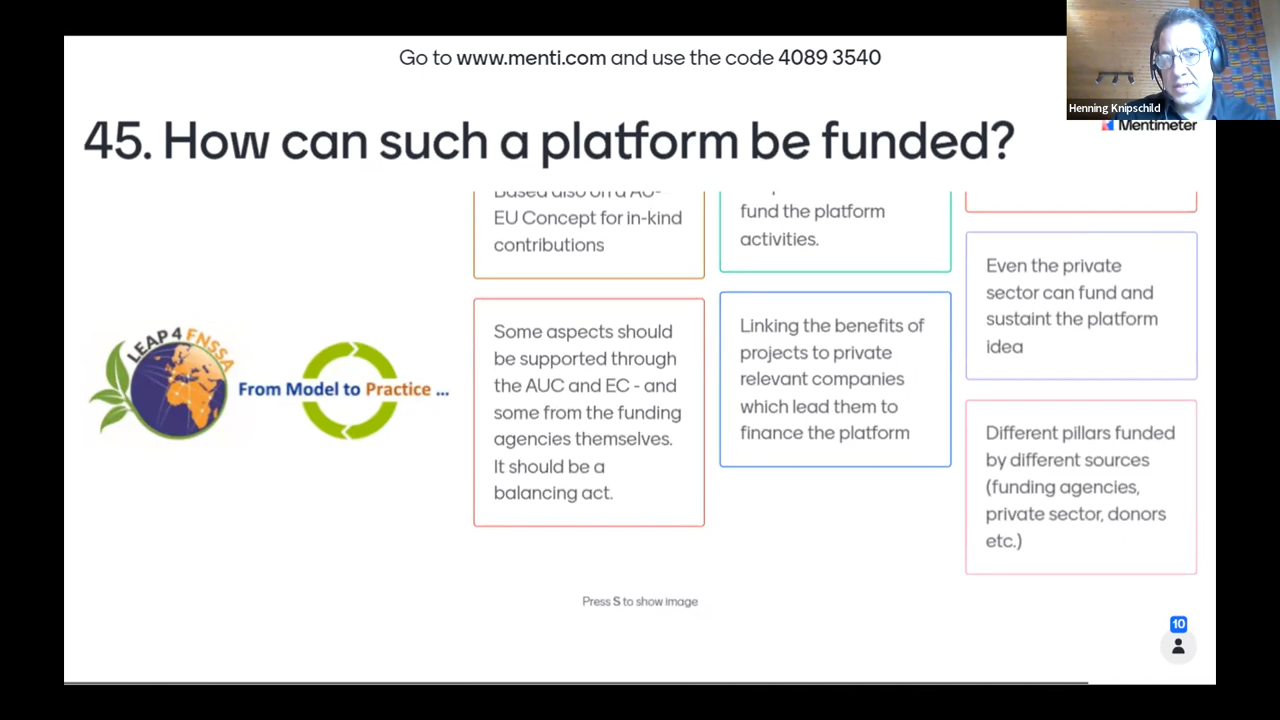 Go to www.menti.com and use the code 4089 3540
Henning Knipschild
Mentimeter
45. How can such a platform be funded?
LEAP4 FNSSA
From Model to Practice ...
Based also on a AU-
EU Concept for in-kind
contributions
Some aspects should
be supported through
the AUC and EC - and
some from the funding
agencies themselves.
It should be a
balancing act.
fund the platform
activities.
Linking the benefits of
projects to private
relevant companies
which lead them to
finance the platform
Even the private
sector can fund and
sustaint the platform
idea
Different pillars funded
by different sources
(funding agencies,
private sector, donors
etc.)
Press S to show image
10